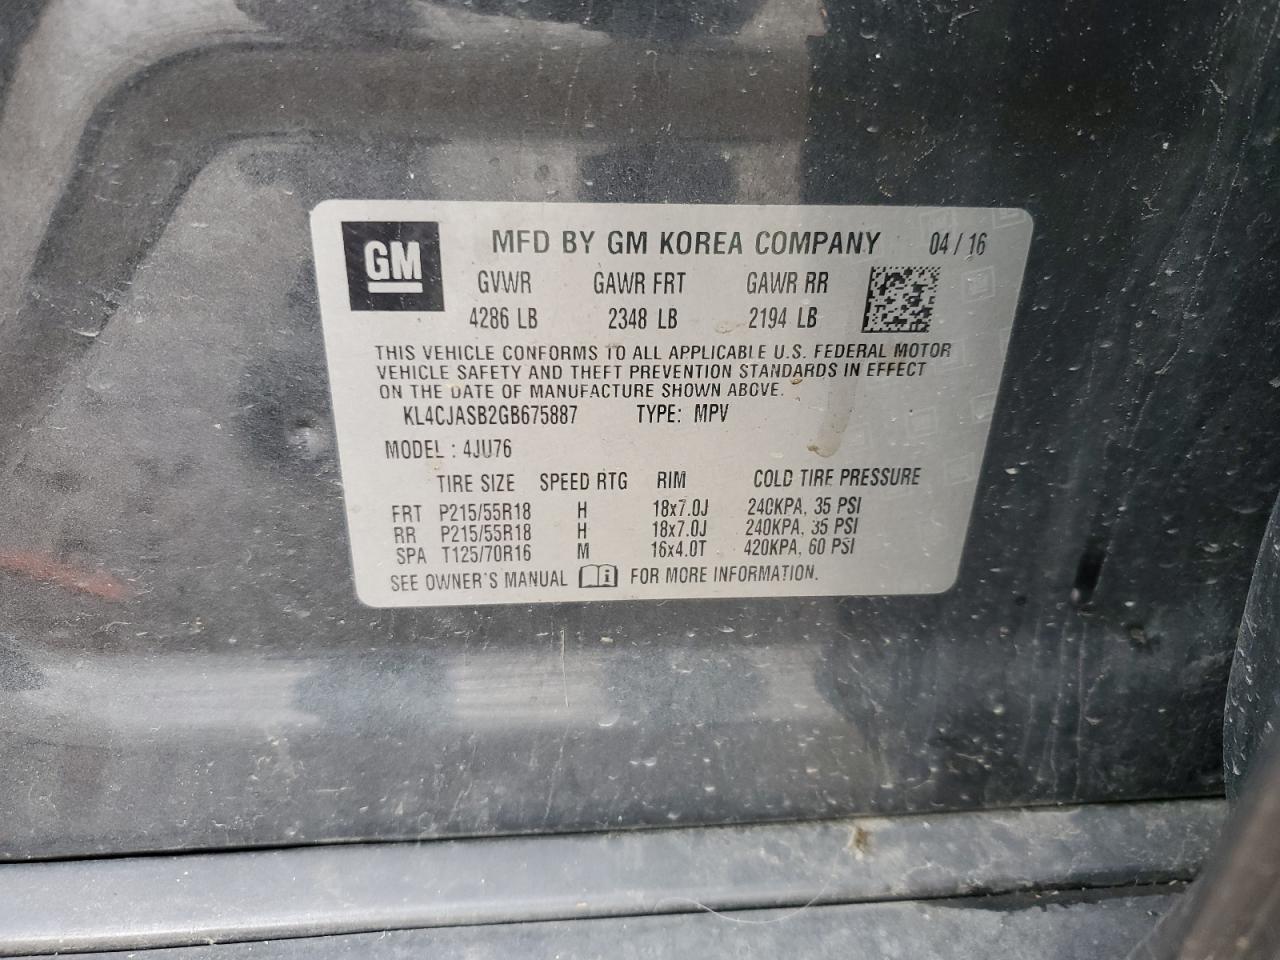 GM MFD BY GM KOREA COMPANY 04 / 16
GVWR GAWR FRT GAWR RR
4286 LB 2348 LB 2194 LB
THIS VEHICLE CONFORMS TO ALL APPLICABLE U.S. FEDERAL MOTOR
VEHICLE SAFETY AND THEFT PREVENTION STANDARDS IN EFFECT
ON THE DATE OF MANUFACTURE SHOWN ABOVE.
KL4CJASB2GB675887 TYPE: MPV
MODEL : 4JU76
TIRE SIZE SPEED RTG RIM COLD TIRE PRESSURE
FRT P215/55R18 H 18x7.0J 240KPA, 35 PSI
RR P215/55R18 H 18x7.0J 240KPA, 35 PSI
SPA T125/70R16 M 16x4.0T 420KPA, 60 PSI
SEE OWNER'S MANUAL i FOR MORE INFORMATION.